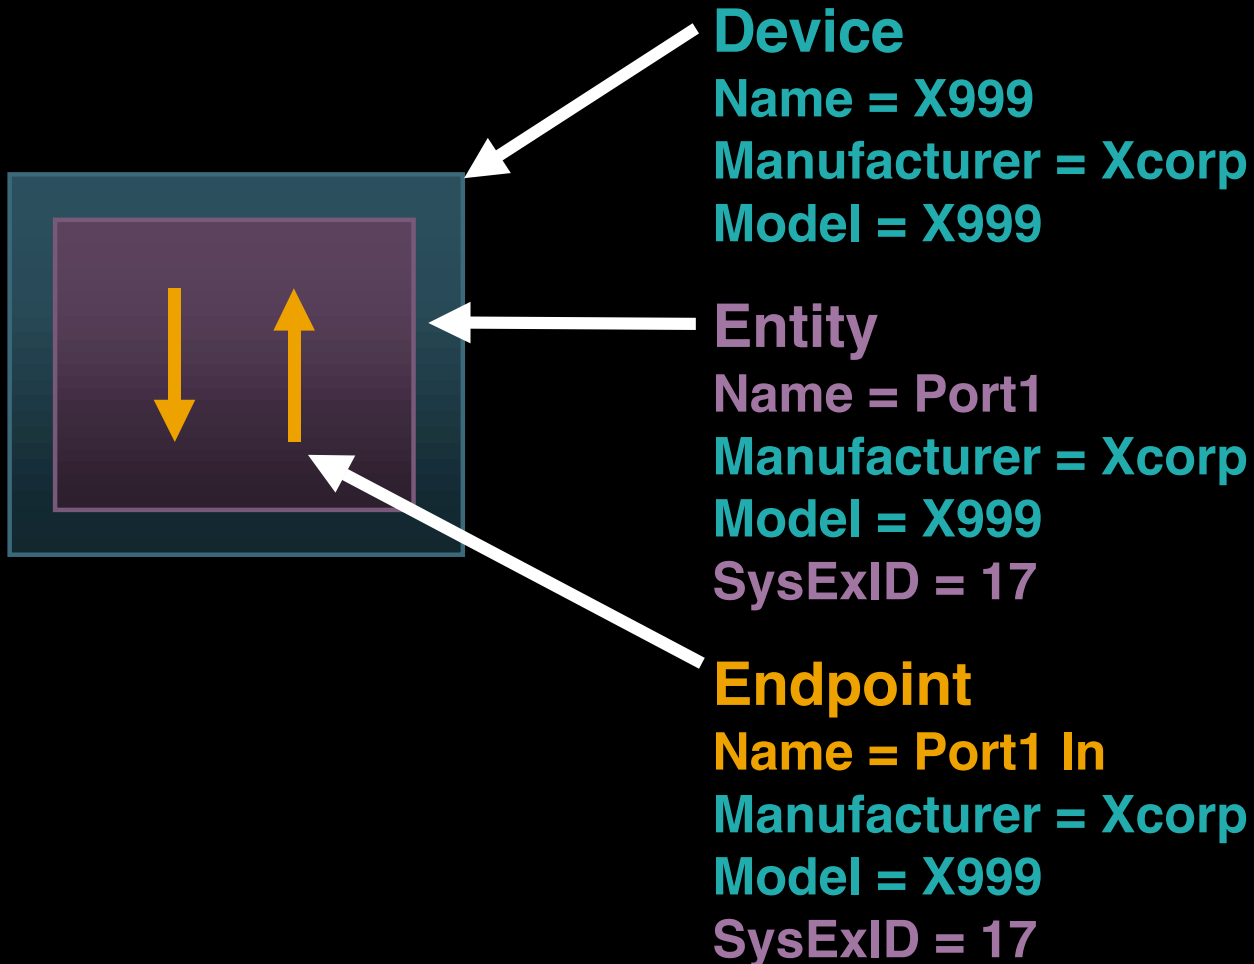 Device
Name = X999
Manufacturer = Xcorp
Model = X999
Entity
Name = Port1
Manufacturer = Xcorp
Model = X999
SysExID = 17
Endpoint
Name = Port1 In
Manufacturer = Xcorp
Model = X999
SysExID = 17